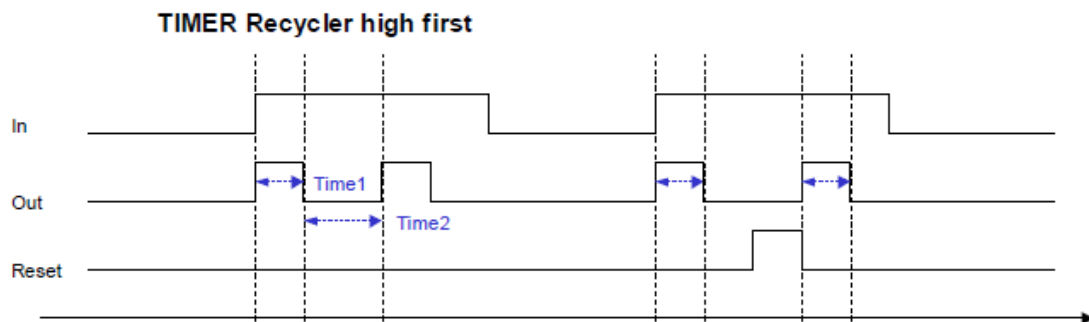 TIMER Recycler high first
In
Time1
Out
Time2
Reset